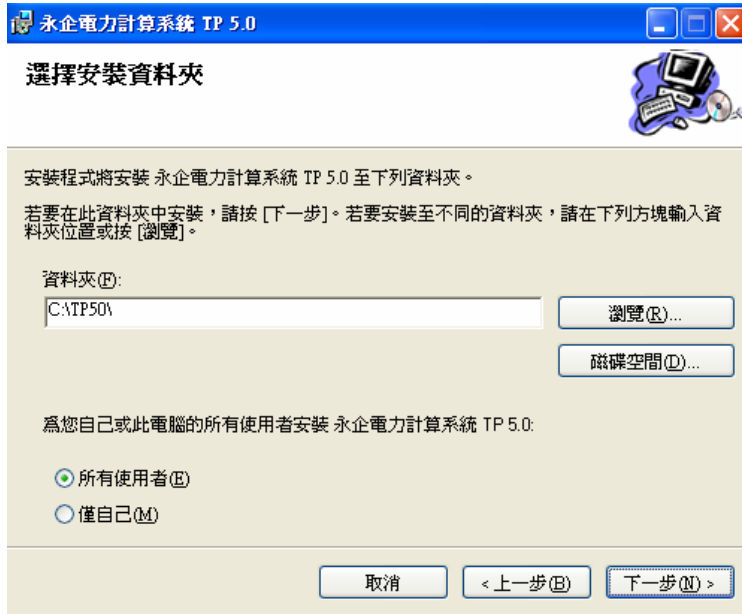 永企電力計算系統 TP 5.0
選擇安裝資料夾
安裝程式將安裝 永企電力計算系統 TP 5.0 至下列資料夾。
若要在此資料夾中安裝，請按 [下一步]。若要安裝至不同的資料夾，請在下列方塊輸入資
料夾位置或按 [瀏覽]。
資料夾(F):
C:\TP50\
瀏覽(R)...
磁碟空間(D)...
為您自己或此電腦的所有使用者安裝 永企電力計算系統 TP 5.0:
所有使用者(E)
僅自己(M)
取消
<上一步(B)
下一步(N) >